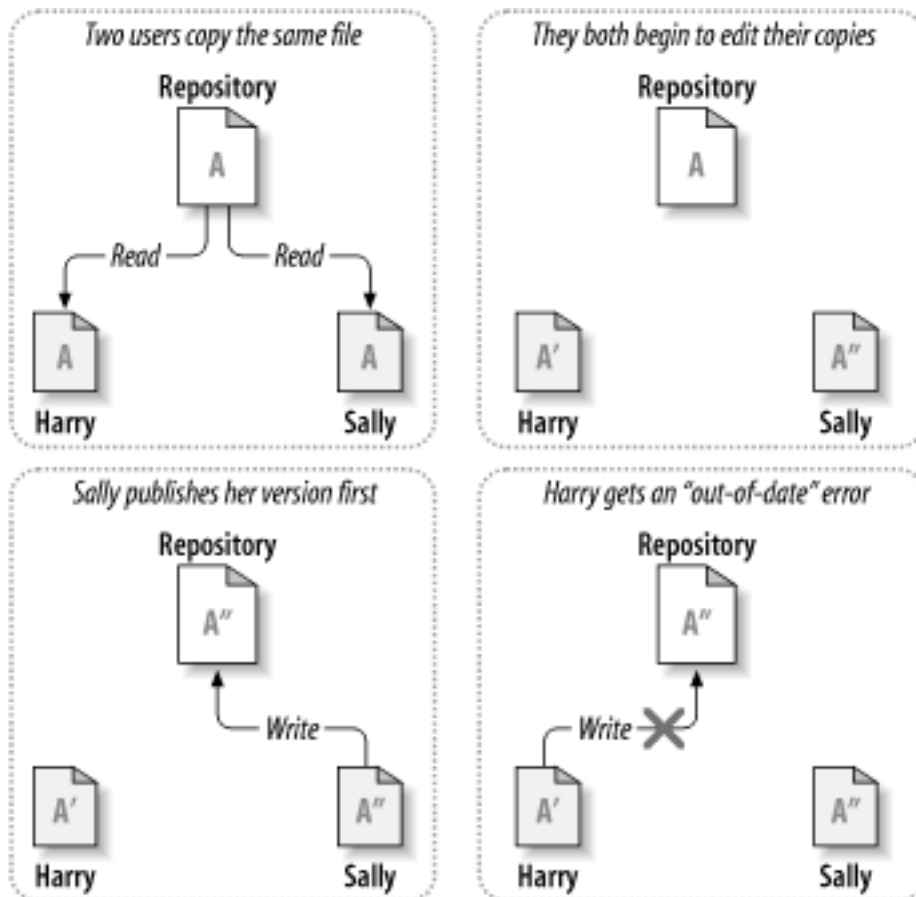 Two users copy the same file
Repository
A
Read
Read
A
A
Harry
Sally
They both begin to edit their copies
Repository
A
A′
A″
Harry
Sally
Sally publishes her version first
Repository
A″
Write
A′
A″
Harry
Sally
Harry gets an “out-of-date” error
Repository
A″
Write
A′
A″
Harry
Sally